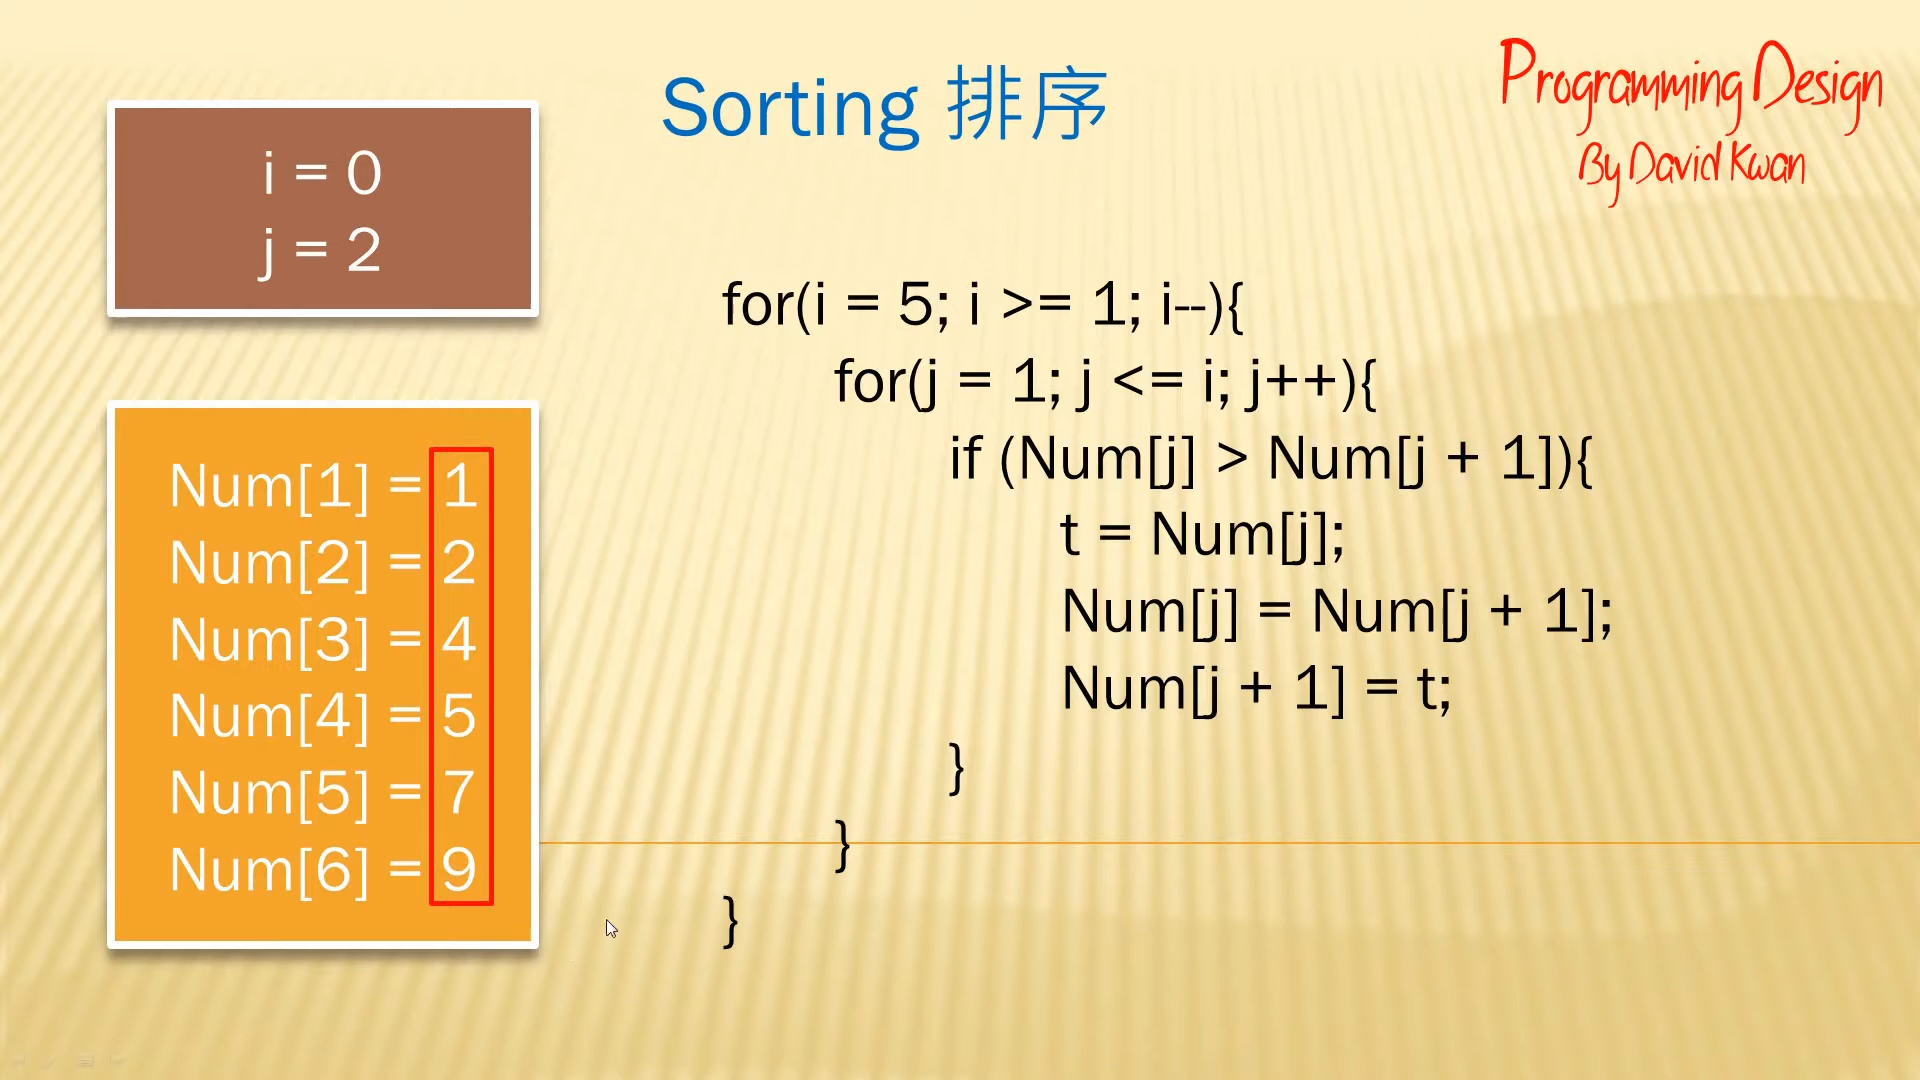 Sorting 排序
Programming Design
By David Kwan
i = 0
j = 2
Num[1] = 1
Num[2] = 2
Num[3] = 4
Num[4] = 5
Num[5] = 7
Num[6] = 9
for(i = 5; i >= 1; i--){
for(j = 1; j <= i; j++){
if (Num[j] > Num[j + 1]){
t = Num[j];
Num[j] = Num[j + 1];
Num[j + 1] = t;
}
}
}